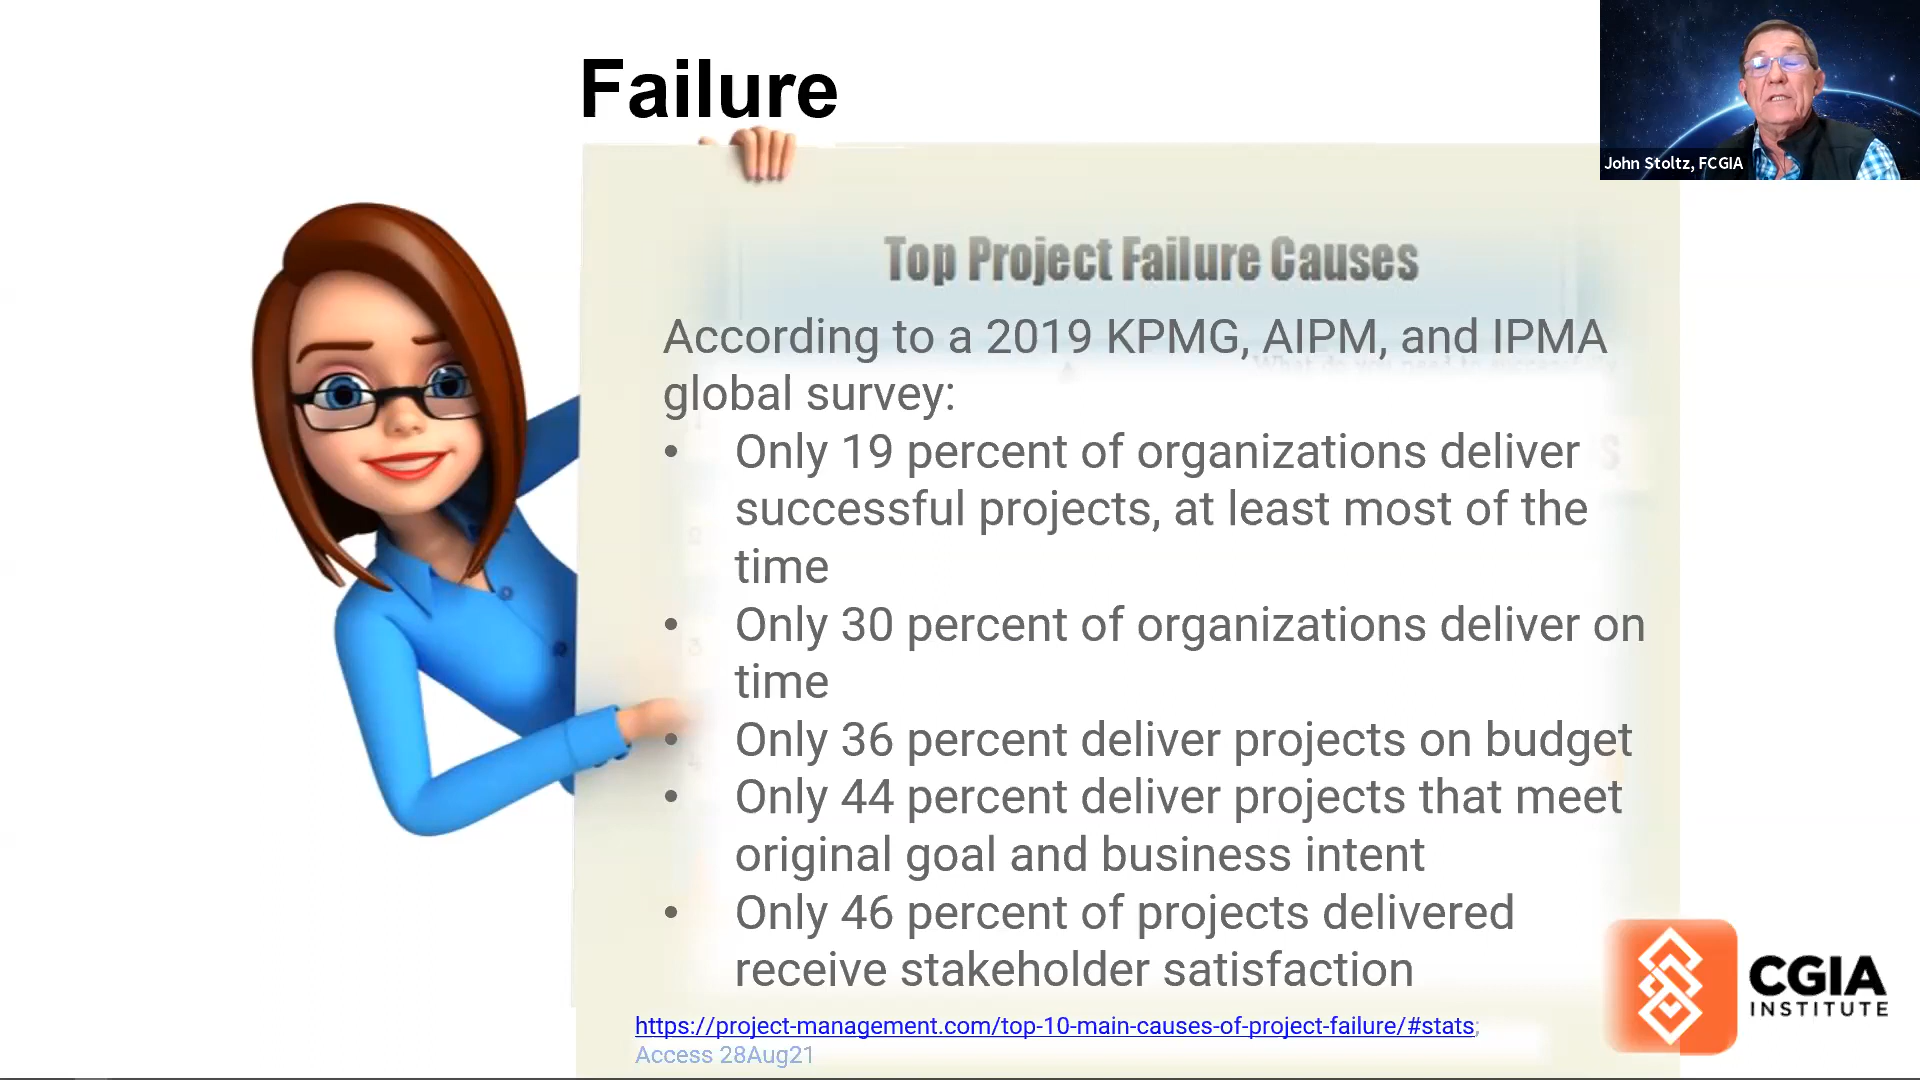 Failure
John Stoltz, FCGIA
Top Project Failure Causes
According to a 2019 KPMG, AIPM, and IPMA
global survey:
• Only 19 percent of organizations deliver
successful projects, at least most of the
time
• Only 30 percent of organizations deliver on
time
• Only 36 percent deliver projects on budget
• Only 44 percent deliver projects that meet
original goal and business intent
• Only 46 percent of projects delivered
receive stakeholder satisfaction
https://project-management.com/top-10-main-causes-of-project-failure/#stats;
Access 28Aug21
CGIA
INSTITUTE